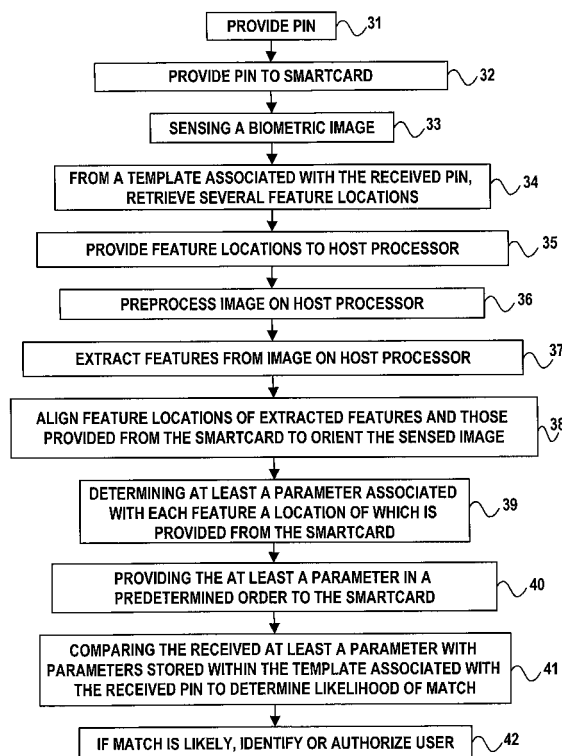 PROVIDE PIN
31
PROVIDE PIN TO SMARTCARD
32
SENSING A BIOMETRIC IMAGE
33
FROM A TEMPLATE ASSOCIATED WITH THE RECEIVED PIN,
RETRIEVE SEVERAL FEATURE LOCATIONS
34
PROVIDE FEATURE LOCATIONS TO HOST PROCESSOR
35
PREPROCESS IMAGE ON HOST PROCESSOR
36
EXTRACT FEATURES FROM IMAGE ON HOST PROCESSOR
37
ALIGN FEATURE LOCATIONS OF EXTRACTED FEATURES AND THOSE
PROVIDED FROM THE SMARTCARD TO ORIENT THE SENSED IMAGE
38
DETERMINING AT LEAST A PARAMETER ASSOCIATED
WITH EACH FEATURE A LOCATION OF WHICH IS
PROVIDED FROM THE SMARTCARD
39
PROVIDING THE AT LEAST A PARAMETER IN A
PREDETERMINED ORDER TO THE SMARTCARD
40
COMPARING THE RECEIVED AT LEAST A PARAMETER WITH
PARAMETERS STORED WITHIN THE TEMPLATE ASSOCIATED WITH
THE RECEIVED PIN TO DETERMINE LIKELIHOOD OF MATCH
41
IF MATCH IS LIKELY, IDENTIFY OR AUTHORIZE USER
42